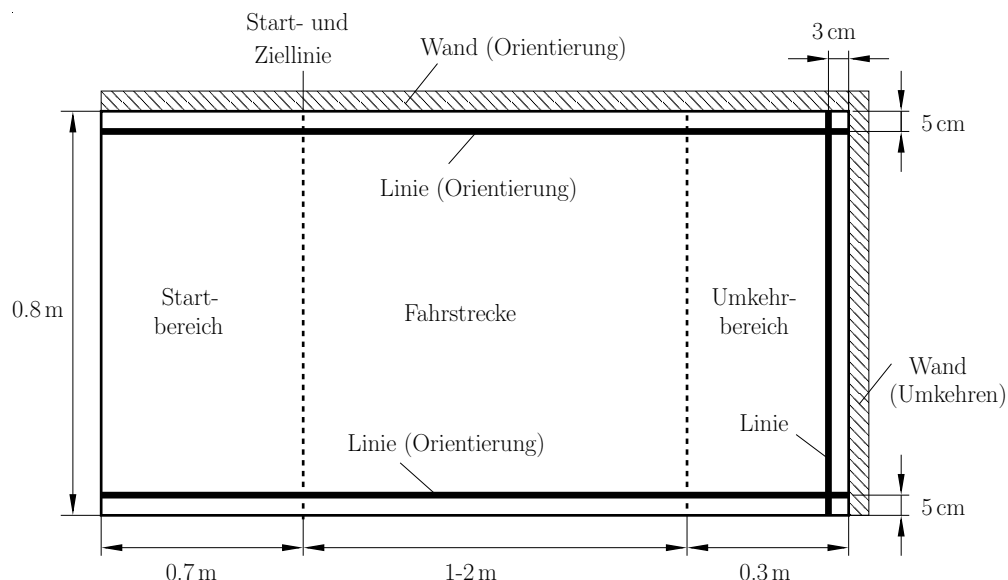 Start- und
Ziellinie
Wand (Orientierung)
3 cm
5 cm
Linie (Orientierung)
0.8 m
Start-
bereich
Fahrstrecke
Umkehr-
bereich
Wand
(Umkehren)
Linie (Orientierung)
Linie
5 cm
0.7 m
1-2 m
0.3 m